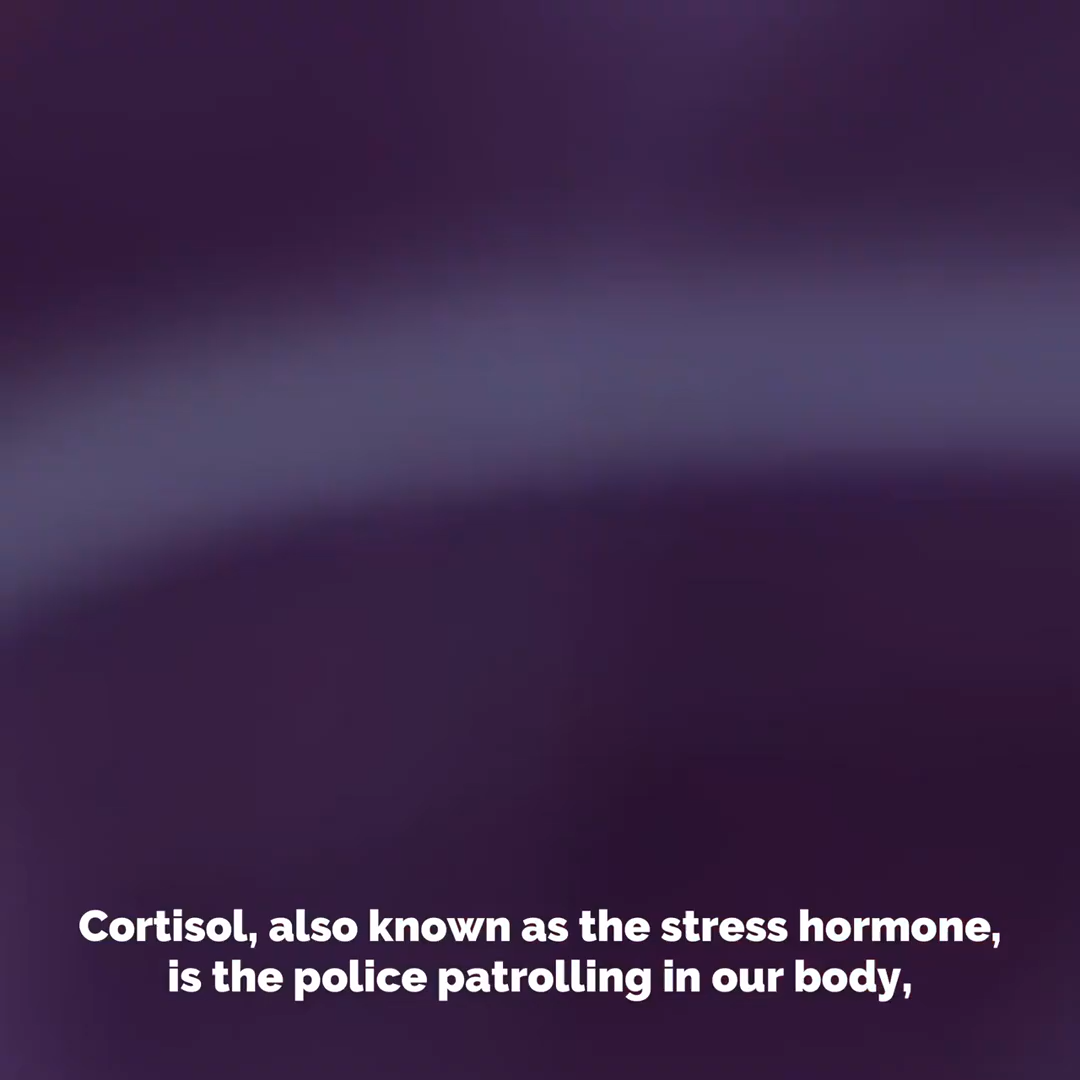 Cortisol, also known as the stress hormone,
is the police patrolling in our body,